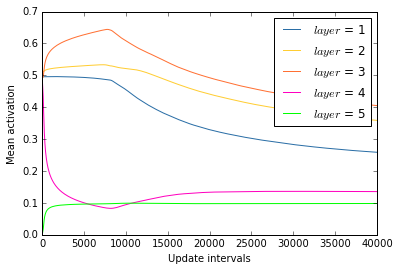 0.7
0.6
0.5
0.4
0.3
0.2
0.1
0.0
Mean activation
layer = 1
layer = 2
layer = 3
layer = 4
layer = 5
0 5000 10000 15000 20000 25000 30000 35000 40000
Update intervals